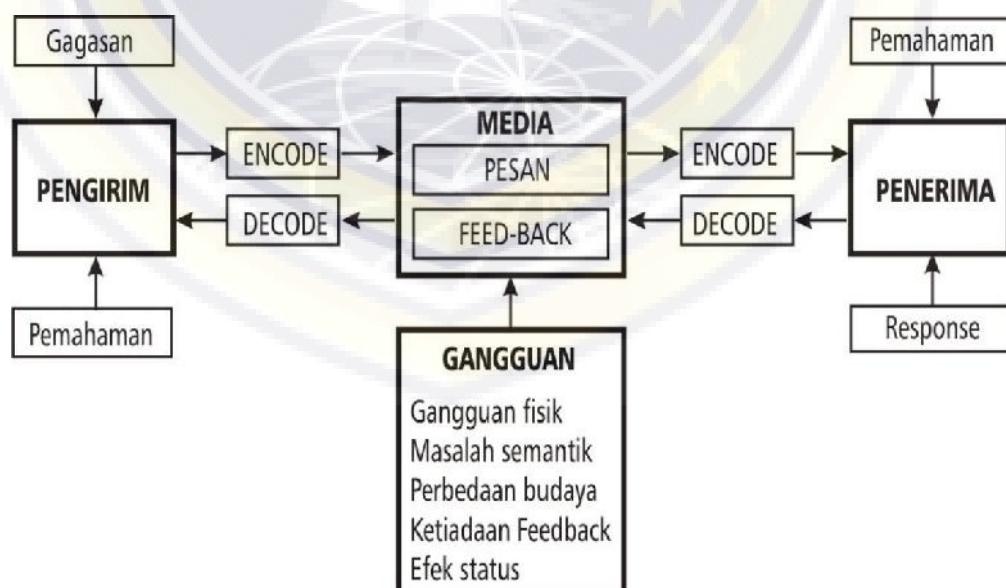 Gagasan
Pemahaman
MEDIA
ENCODE
PESAN
ENCODE
PENGIRIM
PENERIMA
DECODE
FEED-BACK
DECODE
Pemahaman
Response
GANGGUAN
Gangguan fisik
Masalah semantik
Perbedaan budaya
Ketiadaan Feedback
Efek status